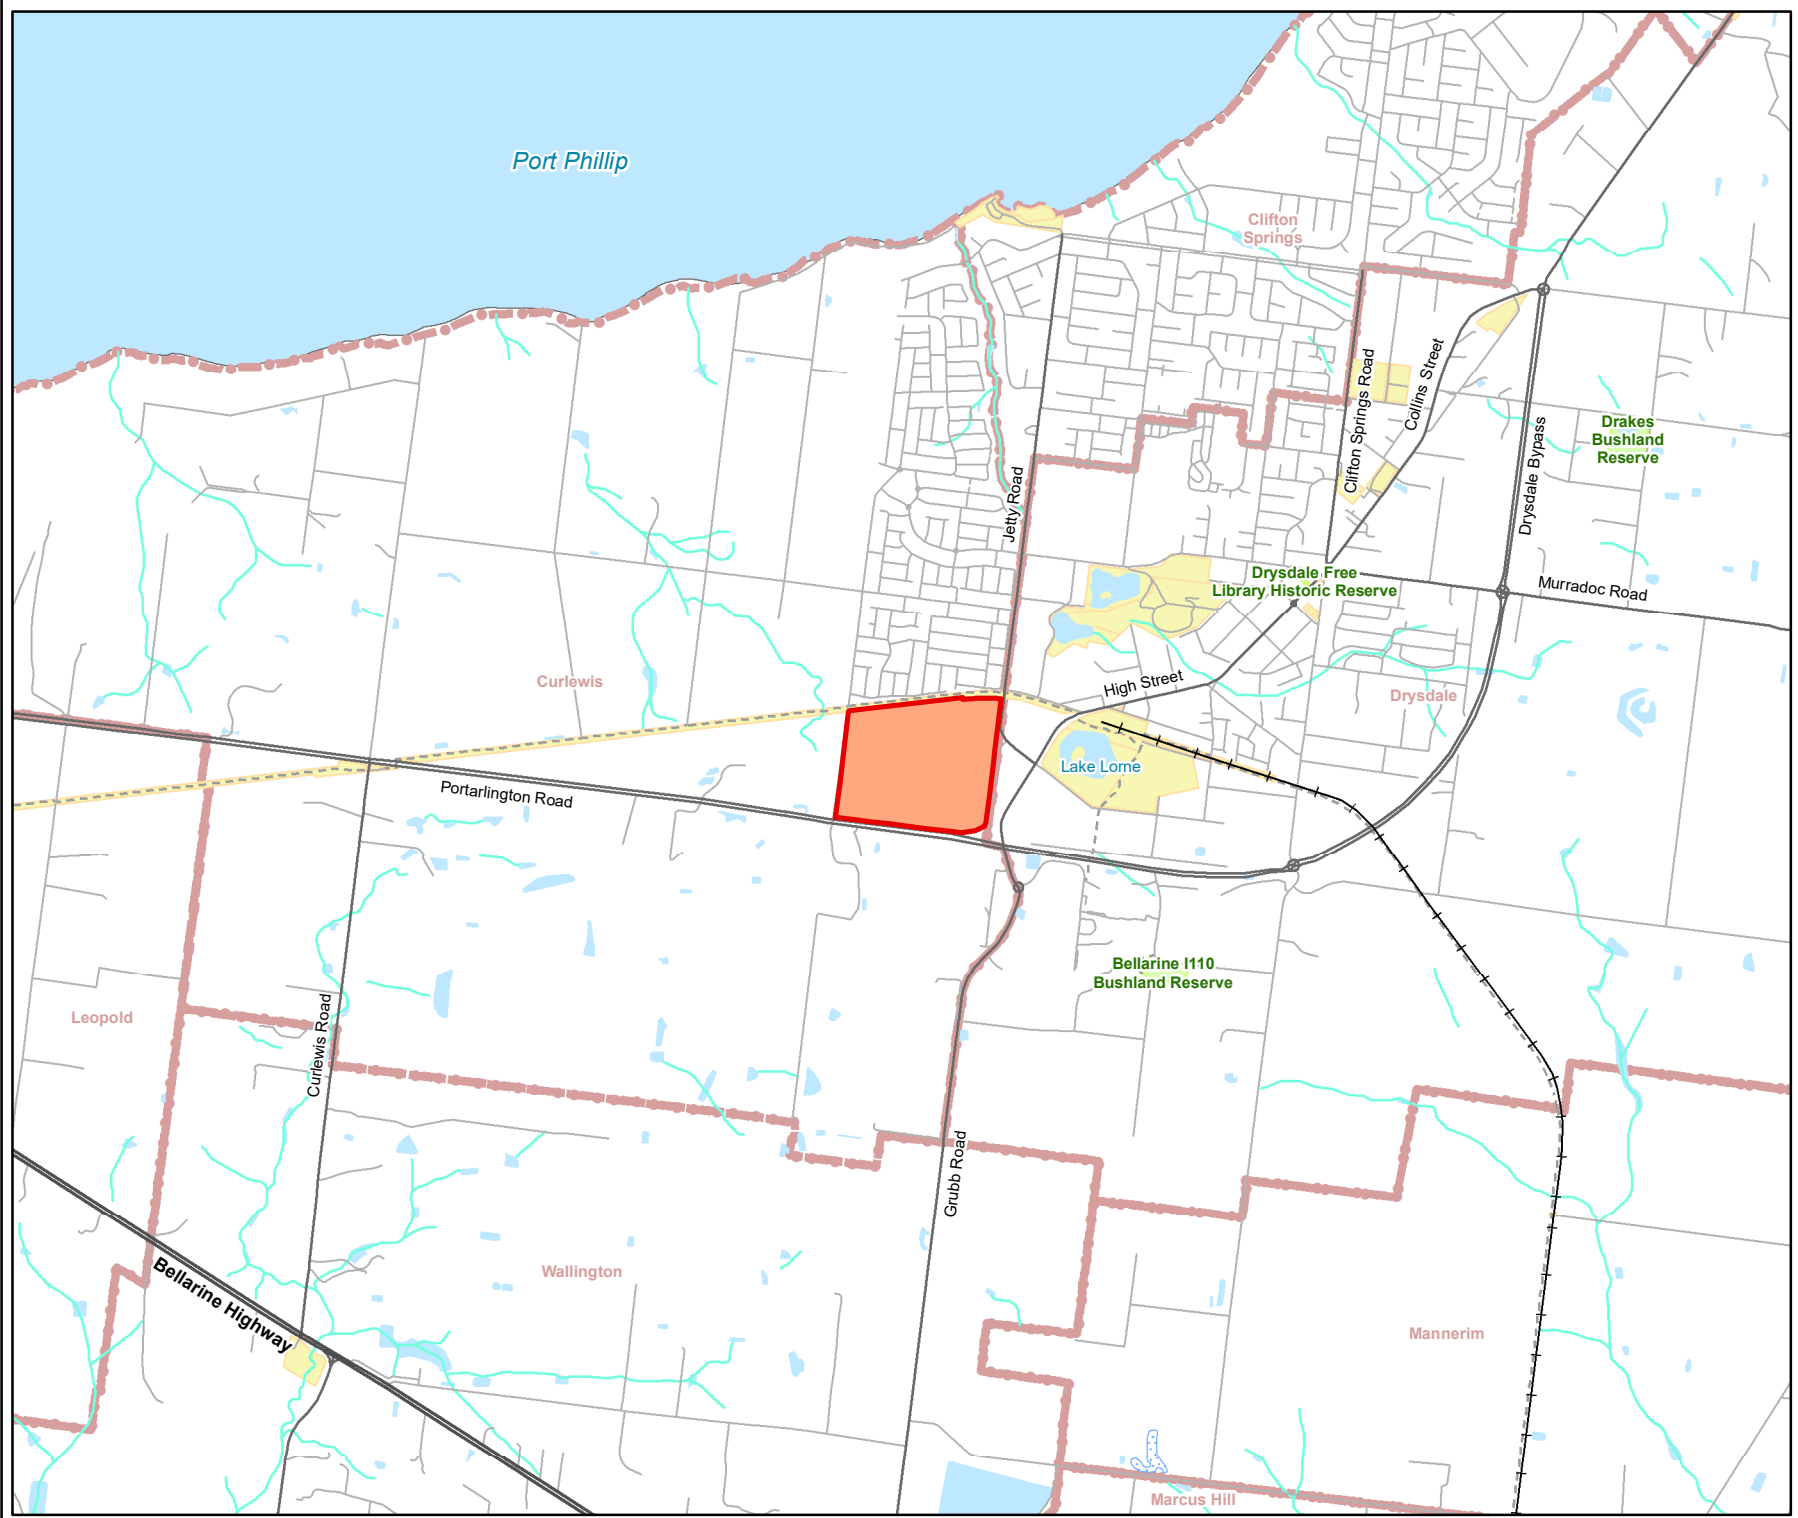 Port Phillip
Clifton
Springs
Clifton Springs Road
Collins Street
Drysdale Bypass
Drakes
Bushland
Reserve
Jetty Road
Drysdale Free
Library Historic Reserve
Murradoc Road
Curlewis
High Street
Drysdale
Lake Lorne
Portarlington Road
Bellarine I110
Bushland Reserve
Leopold
Curlewis Road
Grubb Road
Wallington
Bellarine Highway
Mannerim
Marcus Hill